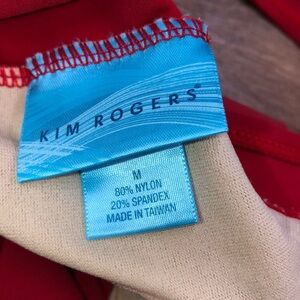 KIM ROGERS®
M
80% NYLON
20% SPANDEX
MADE IN TAIWAN